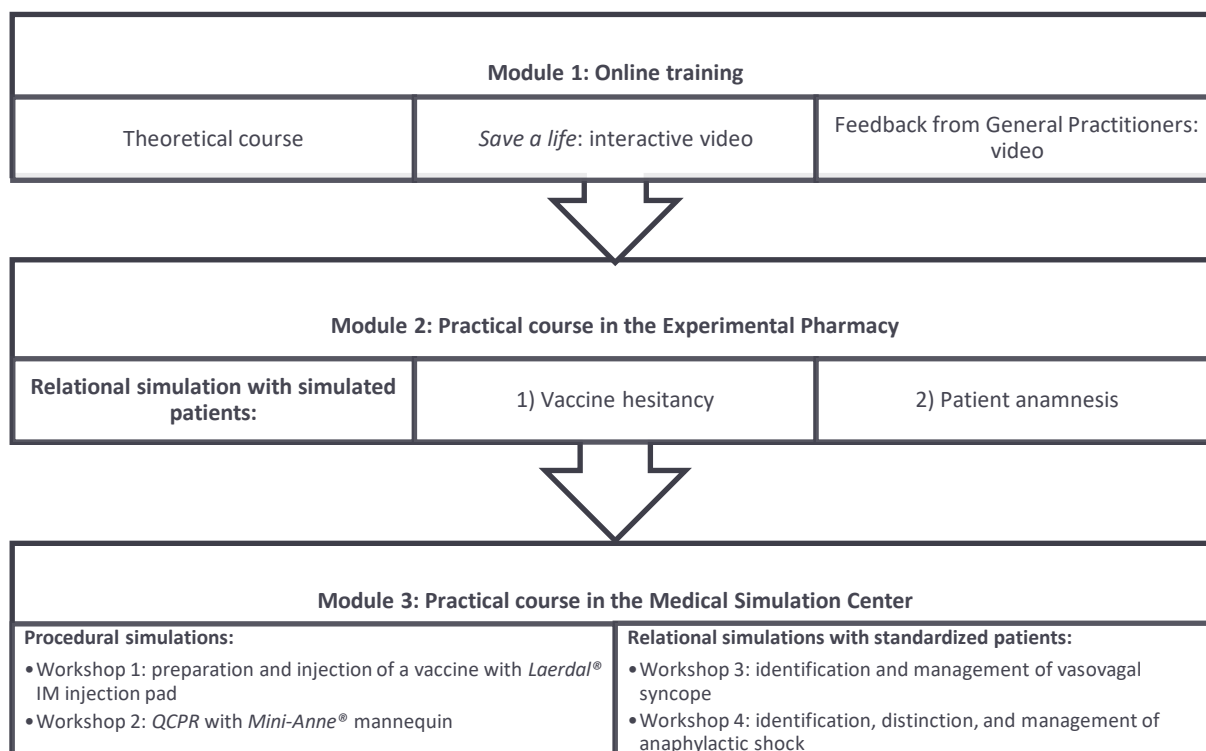 Module 1: Online training
Theoretical course
Save a life: interactive video
Feedback from General Practitioners:
video
Module 2: Practical course in the Experimental Pharmacy
Relational simulation with simulated
patients:
1) Vaccine hesitancy
2) Patient anamnesis
Module 3: Practical course in the Medical Simulation Center
Procedural simulations:
•Workshop 1: preparation and injection of a vaccine with Laerdal®
IM injection pad
•Workshop 2: QCPR with Mini-Anne® mannequin
Relational simulations with standardized patients:
•Workshop 3: identification and management of vasovagal
syncope
•Workshop 4: identification, distinction, and management of
anaphylactic shock